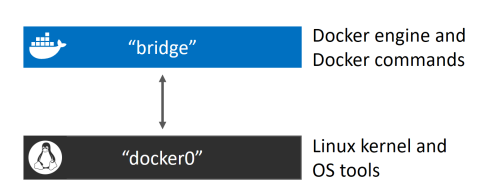 “bridge”
Docker engine and
Docker commands
“docker0”
Linux kernel and
OS tools